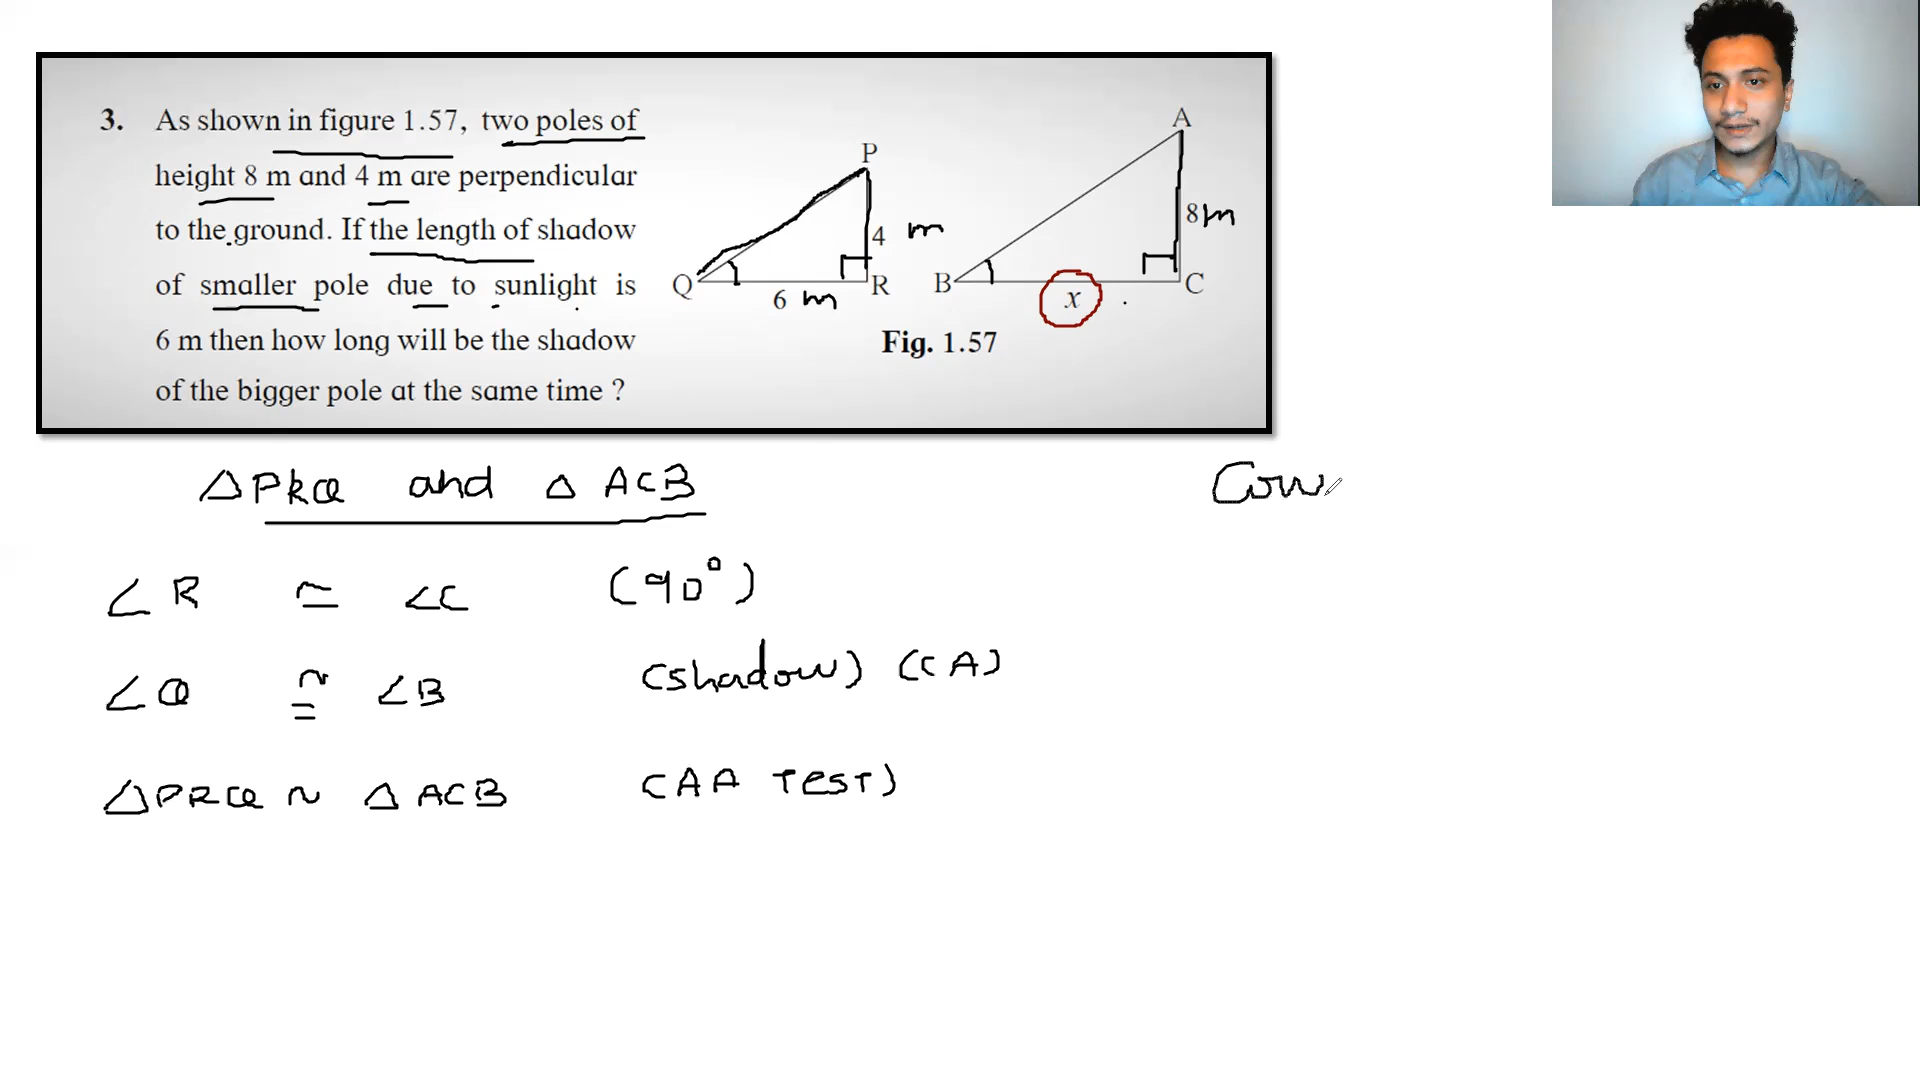 3. As shown in figure 1.57, two poles of
height 8 m and 4 m are perpendicular
to the ground. If the length of shadow
of smaller pole due to sunlight is
6 m then how long will be the shadow
of the bigger pole at the same time ?
P
4 m
Q
6 m
R
A
8 m
B
x
C
Fig. 1.57
△PRQ and △ ACB
∠R ≅ ∠C (90°)
∠Q ≅ ∠B (shadow) (CA)
△PRQ ~ △ACB (AA TEST)